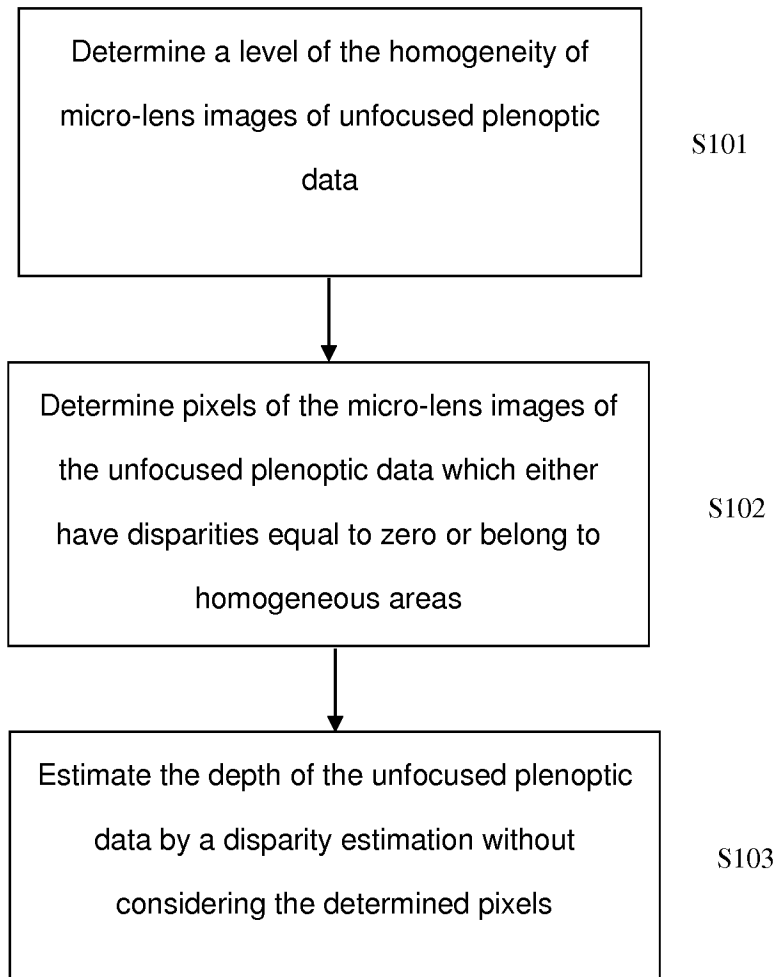 Determine a level of the homogeneity of
micro-lens images of unfocused plenoptic
data
S101
Determine pixels of the micro-lens images of
the unfocused plenoptic data which either
have disparities equal to zero or belong to
homogeneous areas
S102
Estimate the depth of the unfocused plenoptic
data by a disparity estimation without
considering the determined pixels
S103